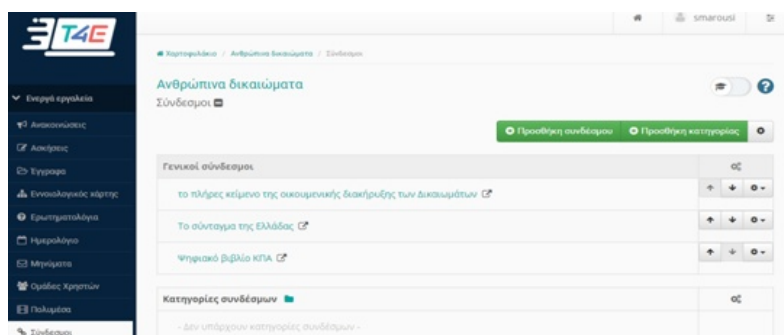 T4E
smarousi
Χαρτοφυλάκιο / Ανθρώπινα δικαιώματα / Σύνδεσμοι
Ανθρώπινα δικαιώματα
Σύνδεσμοι
Ενεργά εργαλεία
Ανακοινώσεις
Ασκήσεις
Έγγραφα
Εννοιολογικός χάρτης
Ερωτηματολόγια
Ημερολόγιο
Μηνύματα
Ομάδες Χρηστών
Πολυμέσα
Σύνδεσμοι
Προσθήκη συνδέσμου Προσθήκη κατηγορίας
Γενικοί σύνδεσμοι
το πλήρες κείμενο της οικουμενικής διακήρυξης των Δικαιωμάτων
Το σύνταγμα της Ελλάδας
Ψηφιακό βιβλίο ΚΠΑ
Κατηγορίες συνδέσμων
- Δεν υπάρχουν κατηγορίες συνδέσμων -